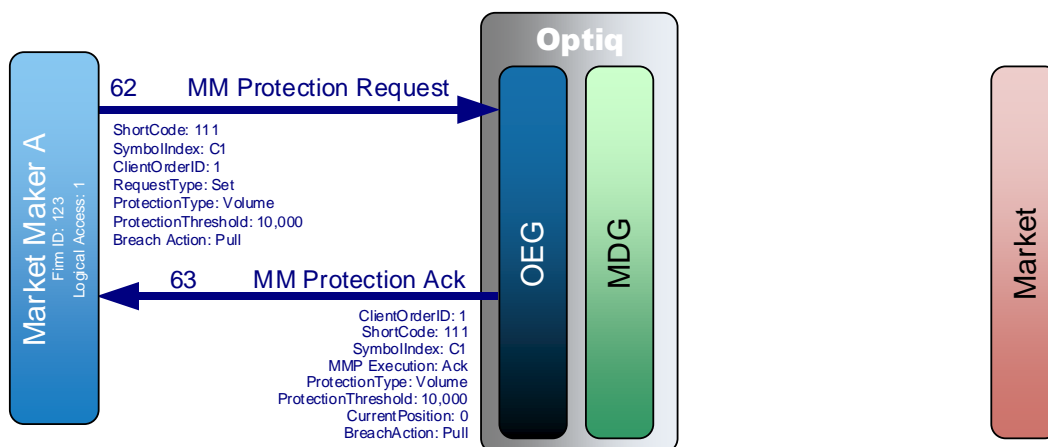 Optiq
62 MM Protection Request
ShortCode: 111
SymbolIndex: C1
ClientOrderID: 1
RequestType: Set
ProtectionType: Volume
ProtectionThreshold: 10,000
Breach Action: Pull
Market Maker A
Firm ID: 123
Logical Access: 1
63 MM Protection Ack
ClientOrderID: 1
ShortCode: 111
SymbolIndex: C1
MMP Execution: Ack
ProtectionType: Volume
ProtectionThreshold: 10,000
CurrentPosition: 0
BreachAction: Pull
OEG
MDG
Market